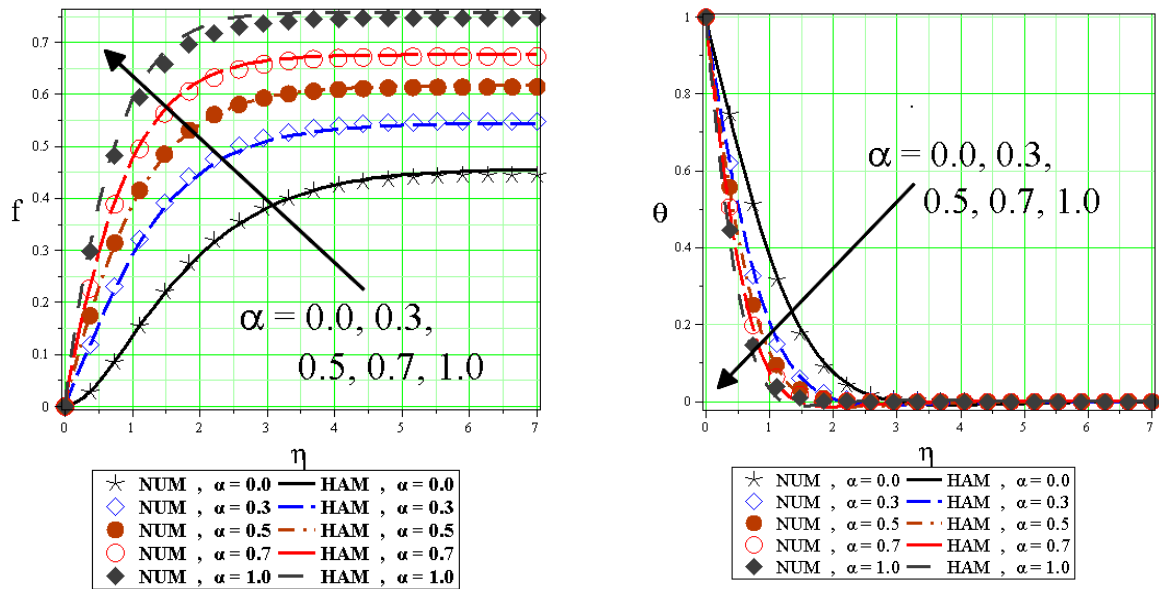 0.7
0.6
0.5
0.4
0.3
0.2
0.1
0
f
α = 0.0, 0.3,
0.5, 0.7, 1.0
0 1 2 3 4 5 6 7
η
NUM , α = 0.0 HAM , α = 0.0
NUM , α = 0.3 HAM , α = 0.3
NUM , α = 0.5 HAM , α = 0.5
NUM , α = 0.7 HAM , α = 0.7
NUM , α = 1.0 HAM , α = 1.0
1
0.8
0.6
0.4
0.2
0
θ
α = 0.0, 0.3,
0.5, 0.7, 1.0
0 1 2 3 4 5 6 7
η
NUM , α = 0.0 HAM , α = 0.0
NUM , α = 0.3 HAM , α = 0.3
NUM , α = 0.5 HAM , α = 0.5
NUM , α = 0.7 HAM , α = 0.7
NUM , α = 1.0 HAM , α = 1.0